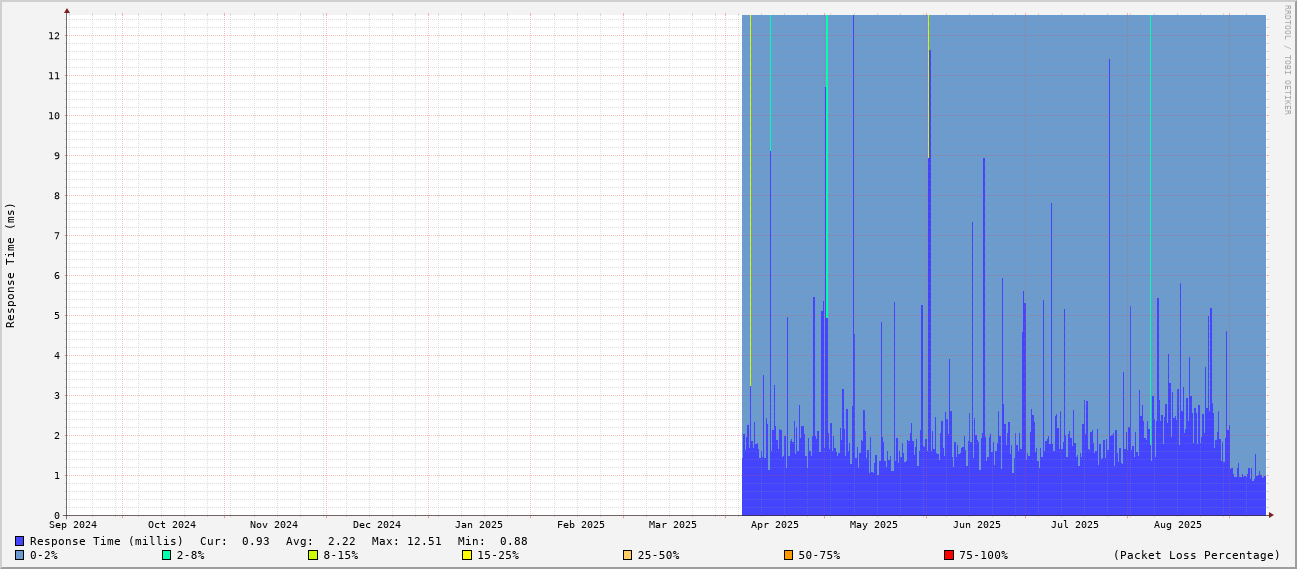 RRDTOOL / TOBI OETIKER
Response Time (ms)
12
11
10
9
8
7
6
5
4
3
2
1
0
Sep 2024 Oct 2024 Nov 2024 Dec 2024 Jan 2025 Feb 2025 Mar 2025 Apr 2025 May 2025 Jun 2025 Jul 2025 Aug 2025
Response Time (millis) Cur: 0.93 Avg: 2.22 Max: 12.51 Min: 0.88
0-2% 2-8% 8-15% 15-25% 25-50% 50-75% 75-100% (Packet Loss Percentage)